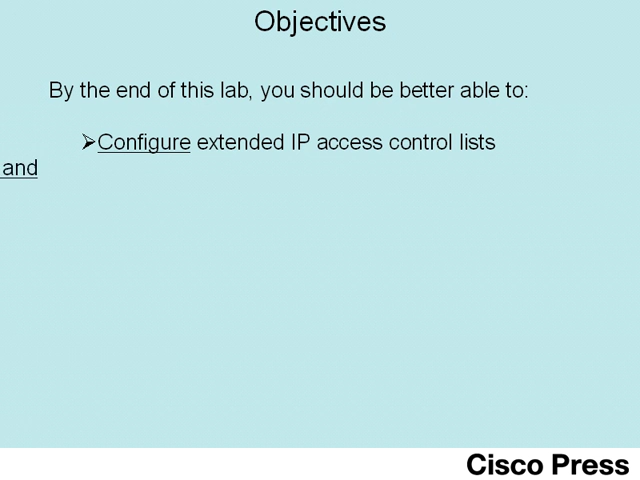 Objectives
By the end of this lab, you should be better able to:
➢Configure extended IP access control lists
and
Cisco Press